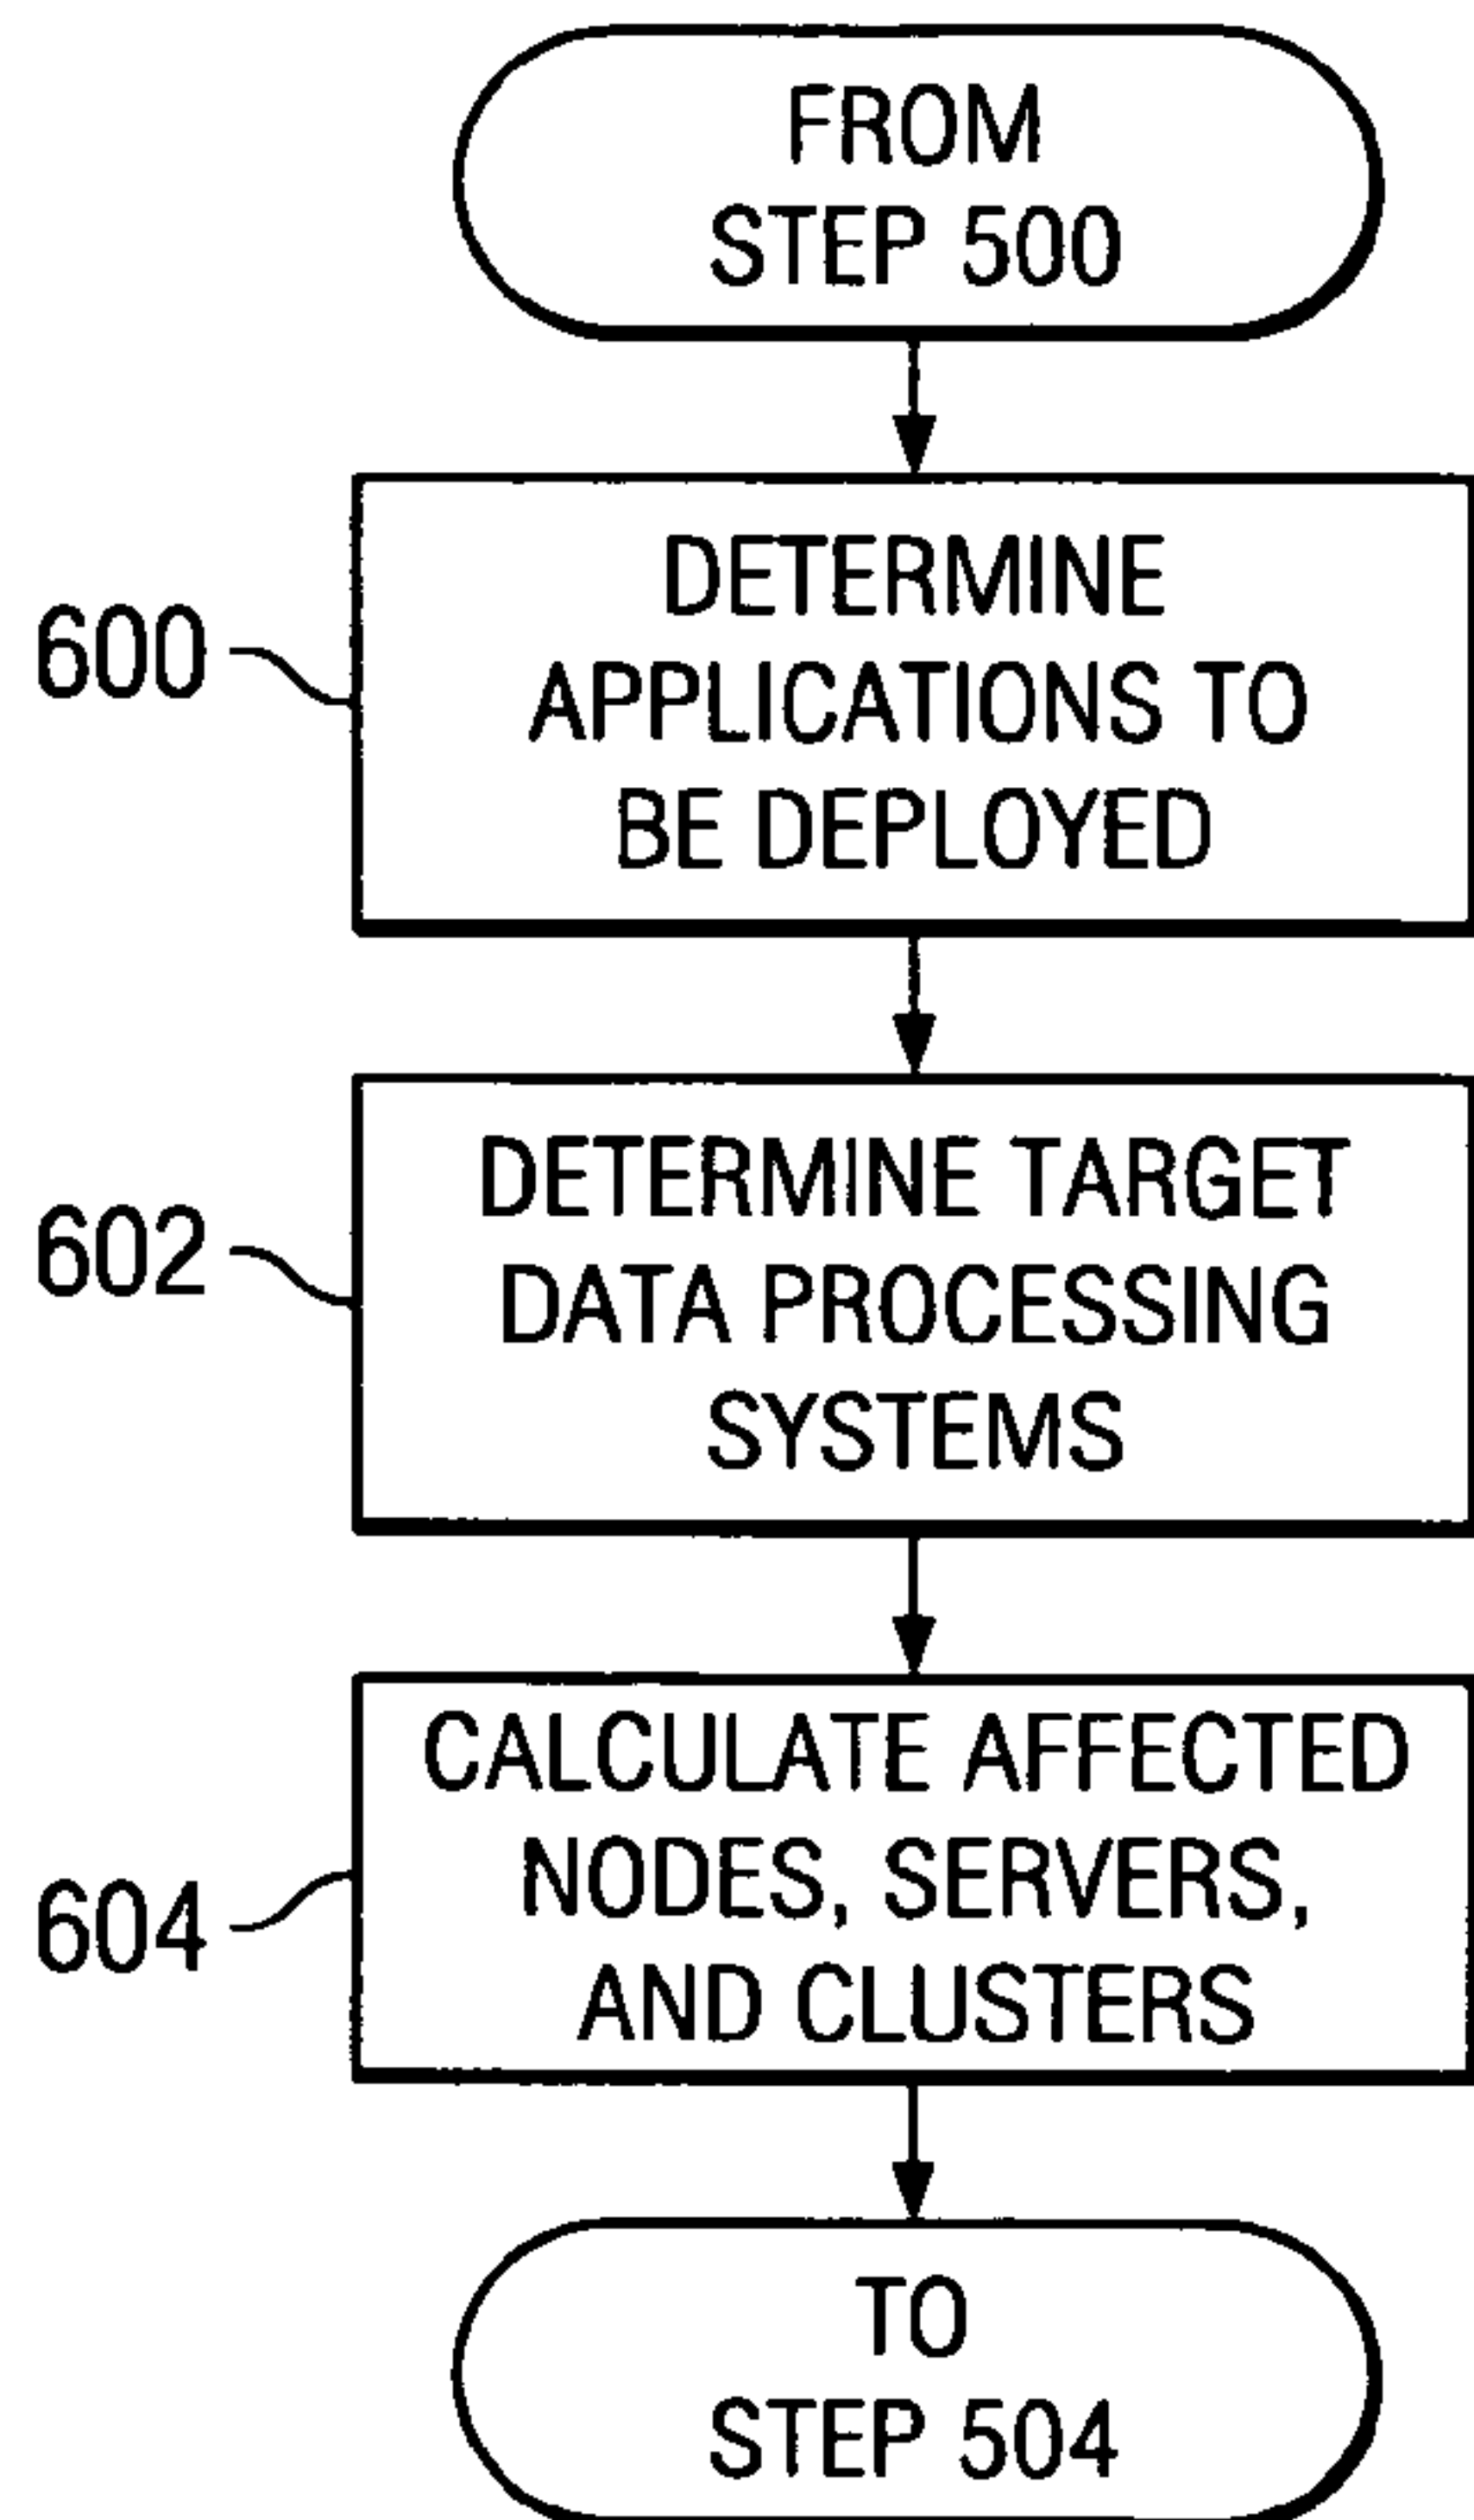 FROM
STEP 500
600
DETERMINE
APPLICATIONS TO
BE DEPLOYED
602
DETERMINE TARGET
DATA PROCESSING
SYSTEMS
604
CALCULATE AFFECTED
NODES, SERVERS,
AND CLUSTERS
TO
STEP 504